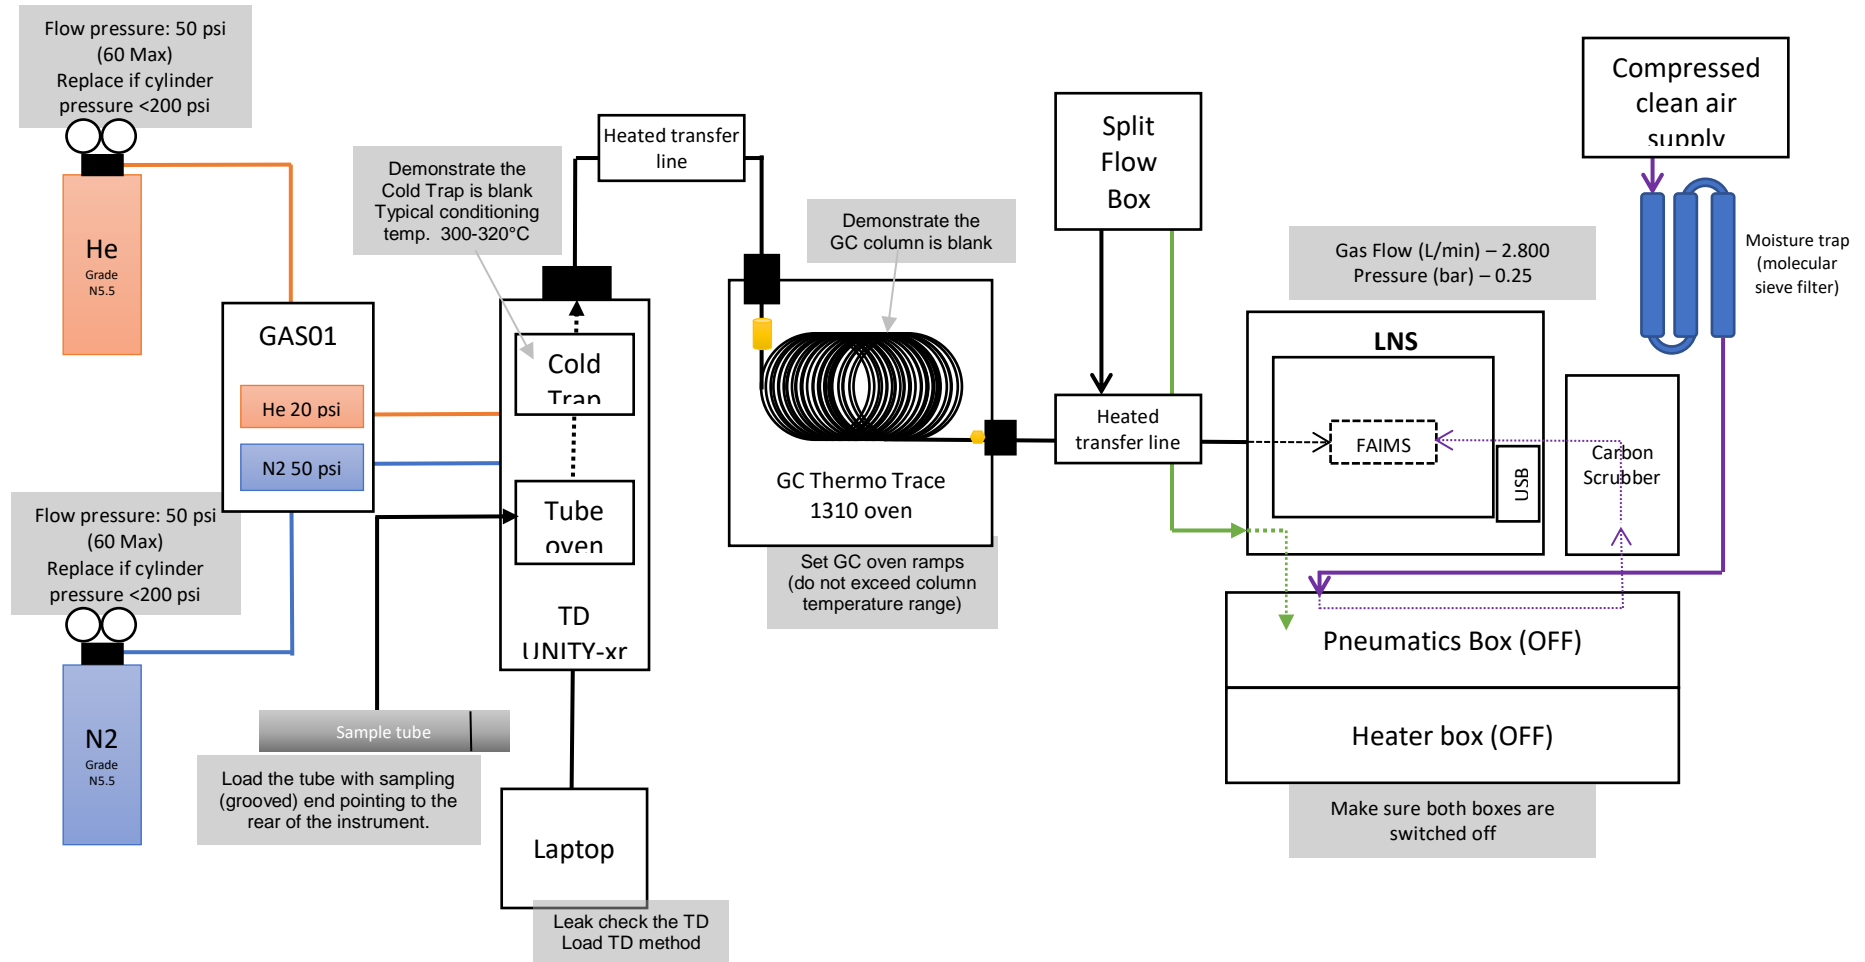 Flow pressure: 50 psi
(60 Max)
Replace if cylinder
pressure <200 psi
He
Grade
N5.5
GAS01
He 20 psi
N2 50 psi
Flow pressure: 50 psi
(60 Max)
Replace if cylinder
pressure <200 psi
N2
Grade
N5.5
Demonstrate the
Cold Trap is blank
Typical conditioning
temp. 300-320°C
Cold
Trap
Tube
oven
TD
UNITY-xr
Sample tube
Load the tube with sampling
(grooved) end pointing to the
rear of the instrument.
Laptop
Leak check the TD
Load TD method
Heated transfer
line
Demonstrate the
GC column is blank
GC Thermo Trace
1310 oven
Set GC oven ramps
(do not exceed column
temperature range)
Split
Flow
Box
Heated
transfer line
Gas Flow (L/min) – 2.800
Pressure (bar) – 0.25
LNS
FAIMS
USB
Carbon
Scrubber
Compressed
clean air
supply
Moisture trap
(molecular
sieve filter)
Pneumatics Box (OFF)
Heater box (OFF)
Make sure both boxes are
switched off